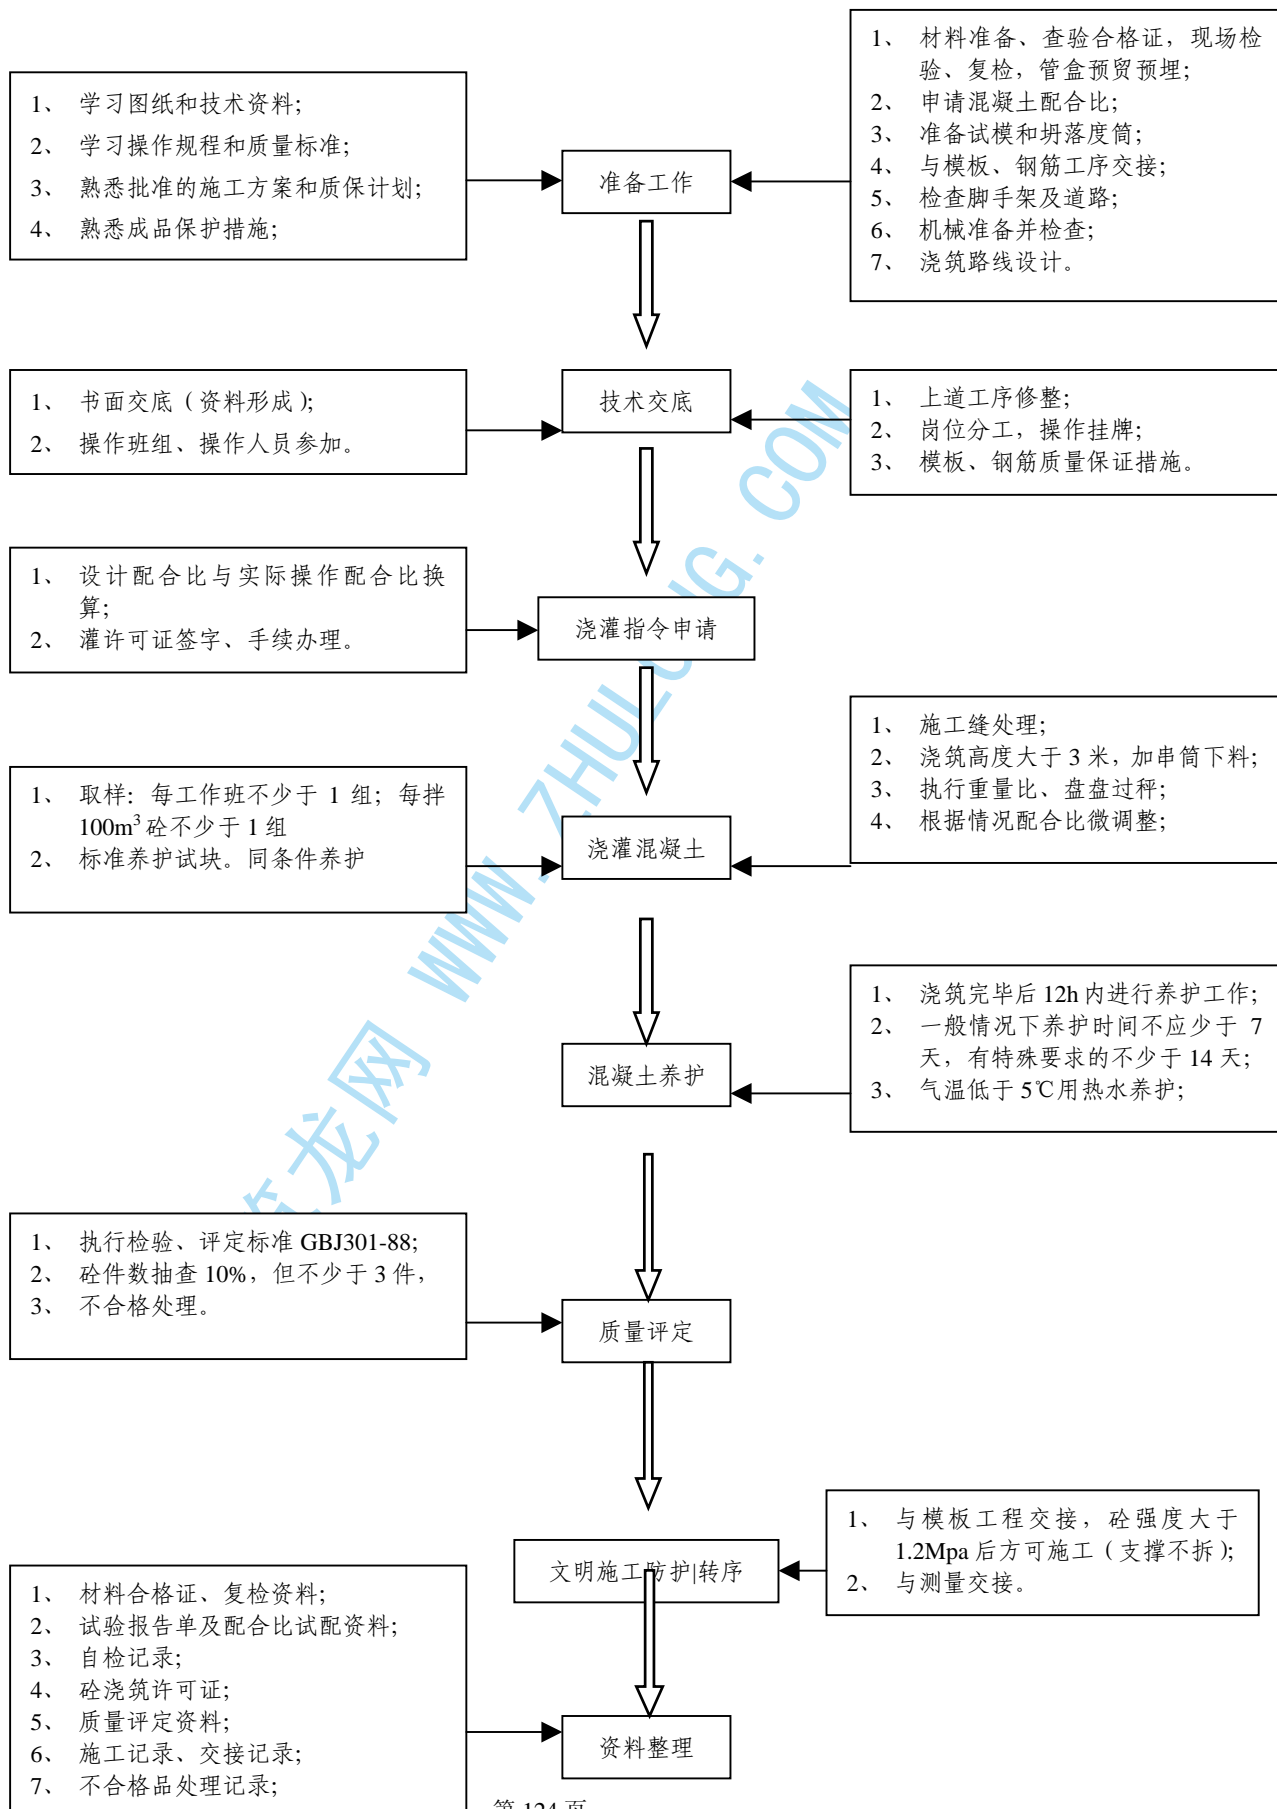 1、 材料准备、查验合格证，现场检
验、复检，管盒预贸预埋；
2、 申请混凝土配合比；
3、 准备试模和坍落度筒；
4、 与模板、钢筋工序交接；
5、 检查脚手架及道路；
6、 机械准备并检查；
7、 浇筑路线设计。
1、 学习图纸和技术资料；
2、 学习操作规程和质量标准；
3、 熟悉批准的施工方案和质保计划；
4、 熟悉成品保护措施；
准备工作
1、 书面交底（资料形成）；
2、 操作班组、操作人员参加。
技术交底
1、 上道工序修整；
2、 岗位分工，操作挂牌；
3、 模板、钢筋质量保证措施。
1、 设计配合比与实际操作配合比换
算；
2、 灌许可证签字、手续办理。
浇灌指令申请
1、 施工缝处理；
2、 浇筑高度大于 3 米，加串筒下料；
3、 执行重量比、盘盘过秤；
4、 根据情况配合比微调整；
1、 取样：每工作班不少于 1 组；每拌
100m³ 砼不少于 1 组
2、 标准养护试块。同条件养护
浇灌混凝土
1、 浇筑完毕后 12h 内进行养护工作；
2、 一般情况下养护时间不应少于 7
天，有特殊要求的不少于 14 天；
3、 气温低于 5℃用热水养护；
混凝土养护
1、 执行检验、评定标准 GBJ301-88；
2、 砼件数抽查 10%，但不少于 3 件，
3、 不合格处理。
质量评定
1、 与模板工程交接，砼强度大于
1.2Mpa 后方可施工（支撑不拆）；
2、 与测量交接。
文明施工防护|转序
1、 材料合格证、复检资料；
2、 试验报告单及配合比试配资料；
3、 自检记录；
4、 砼浇筑许可证；
5、 质量评定资料；
6、 施工记录、交接记录；
7、 不合格品处理记录；
资料整理
第 124 页
龙网 WWW.ZHULONG.COM